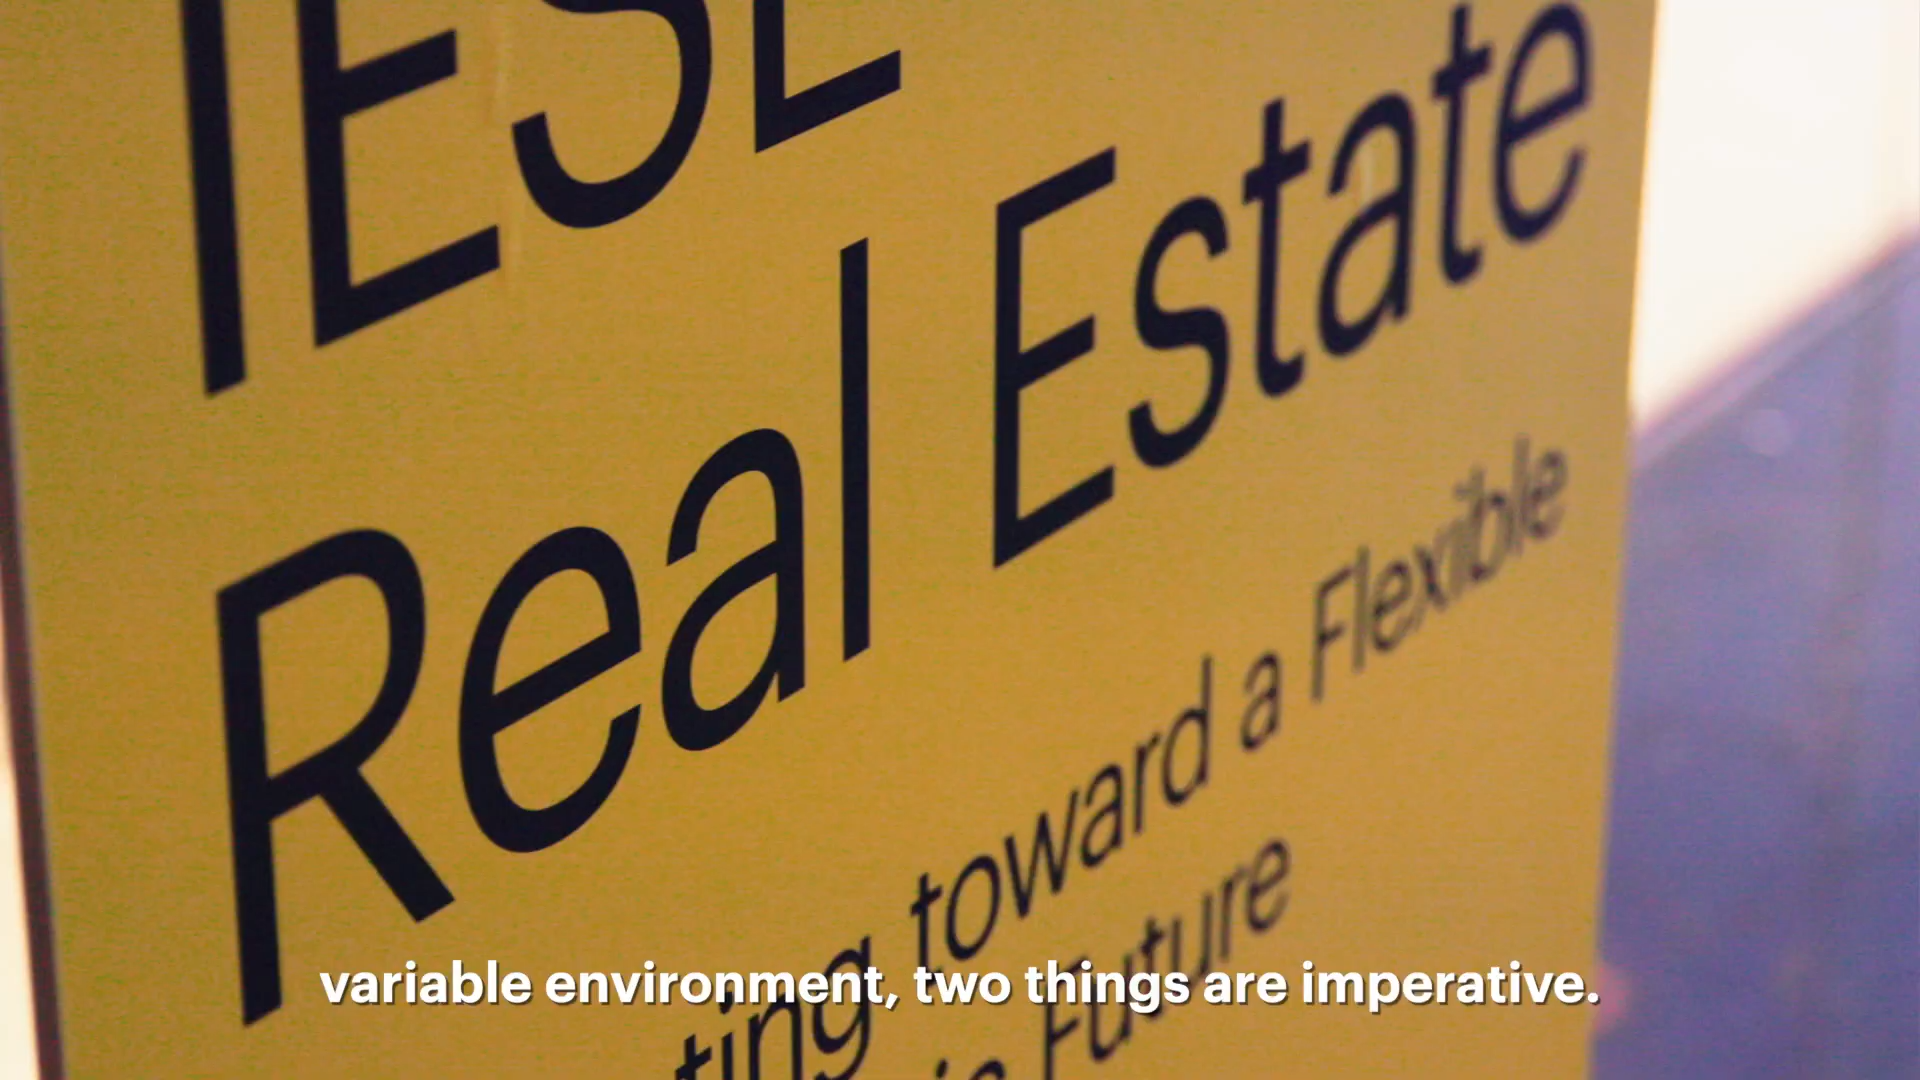 IESE
Real Estate
toward a Flexible
Future
variable environment, two things are imperative.